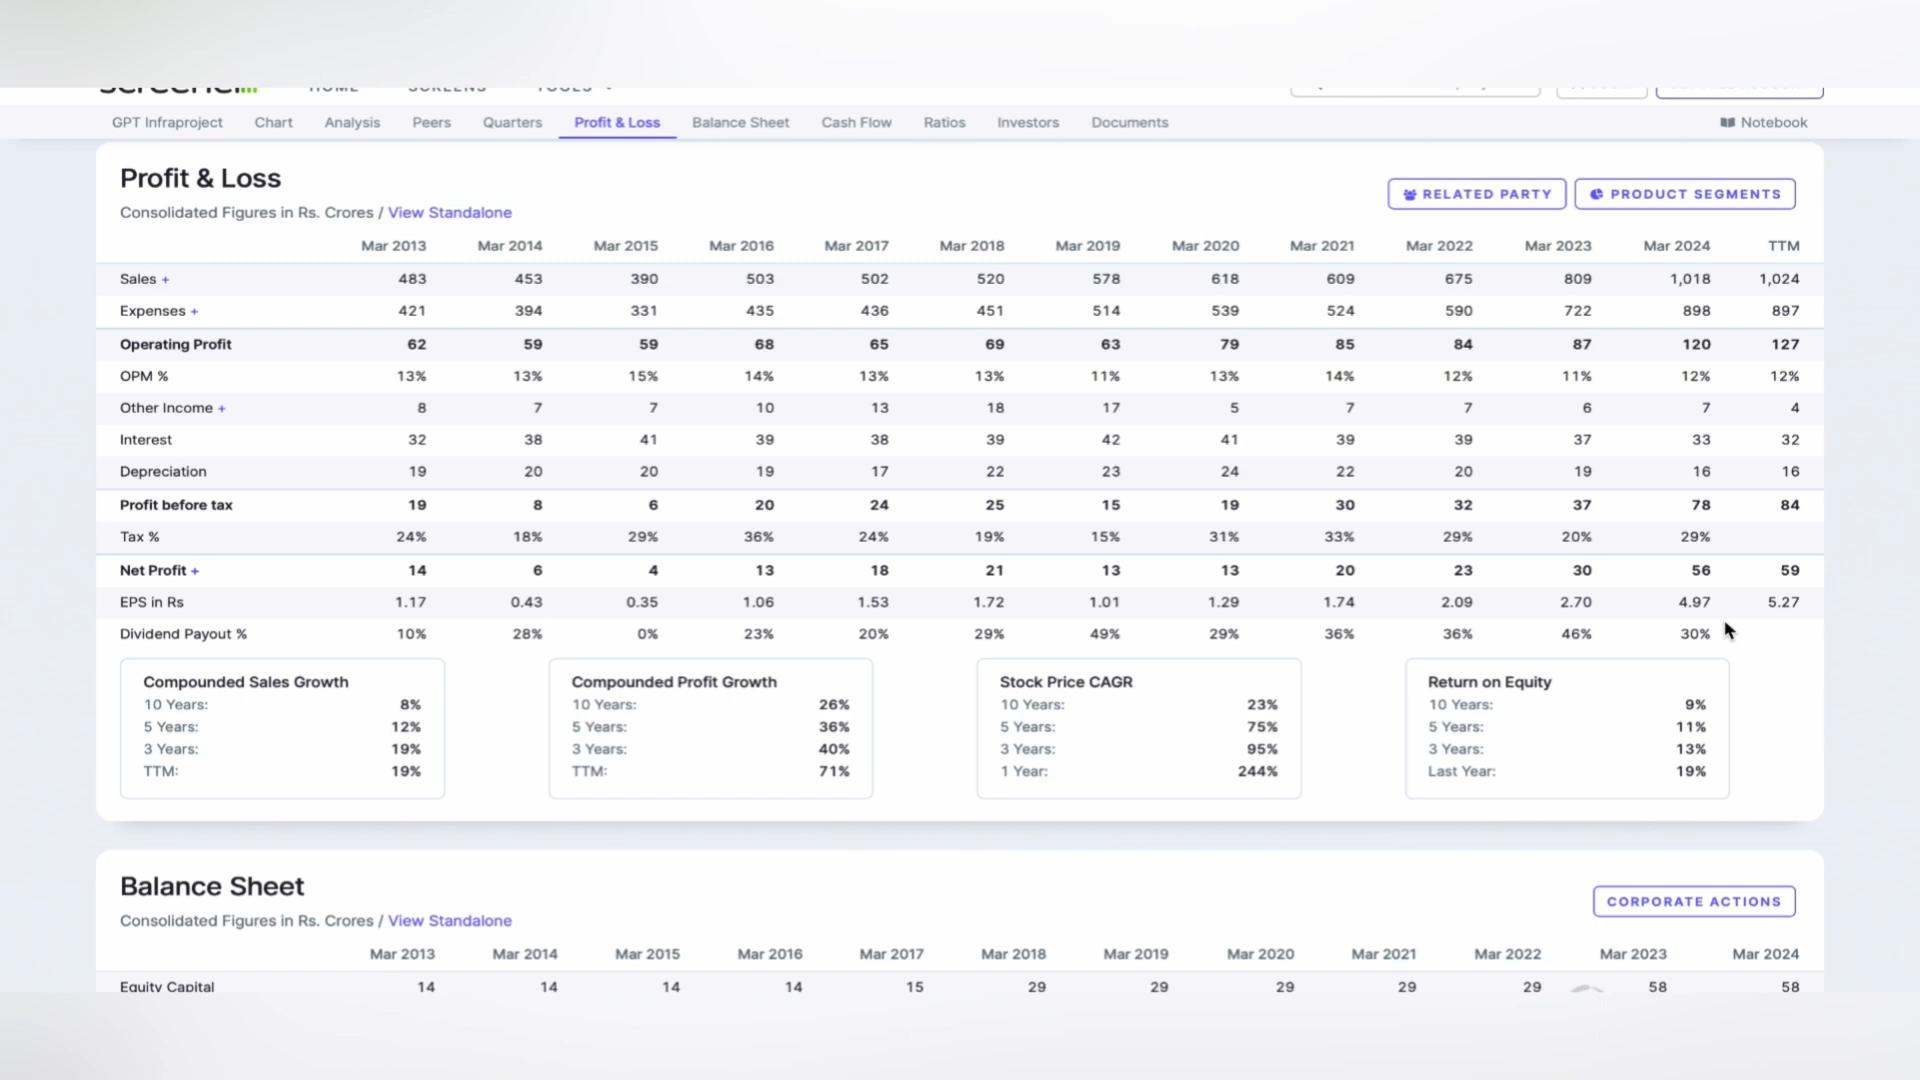 Screener
HOME SCREENS TOOLS
GPT Infraproject Chart Analysis Peers Quarters Profit & Loss Balance Sheet Cash Flow Ratios Investors Documents Notebook
Profit & Loss
RELATED PARTY PRODUCT SEGMENTS
Consolidated Figures in Rs. Crores / View Standalone
Mar 2013 Mar 2014 Mar 2015 Mar 2016 Mar 2017 Mar 2018 Mar 2019 Mar 2020 Mar 2021 Mar 2022 Mar 2023 Mar 2024 TTM
Sales + 483 453 390 503 502 520 578 618 609 675 809 1,018 1,024
Expenses + 421 394 331 435 436 451 514 539 524 590 722 898 897
Operating Profit 62 59 59 68 65 69 63 79 85 84 87 120 127
OPM % 13% 13% 15% 14% 13% 13% 11% 13% 14% 12% 11% 12% 12%
Other Income + 8 7 7 10 13 18 17 5 7 7 6 7 4
Interest 32 38 41 39 38 39 42 41 39 39 37 33 32
Depreciation 19 20 20 19 17 22 23 24 22 20 19 16 16
Profit before tax 19 8 6 20 24 25 15 19 30 32 37 78 84
Tax % 24% 18% 29% 36% 24% 19% 15% 31% 33% 29% 20% 29%
Net Profit + 14 6 4 13 18 21 13 13 20 23 30 56 59
EPS in Rs 1.17 0.43 0.35 1.06 1.53 1.72 1.01 1.29 1.74 2.09 2.70 4.97 5.27
Dividend Payout % 10% 28% 0% 23% 20% 29% 49% 29% 36% 36% 46% 30%
Compounded Sales Growth
10 Years: 8%
5 Years: 12%
3 Years: 19%
TTM: 19%
Compounded Profit Growth
10 Years: 26%
5 Years: 36%
3 Years: 40%
TTM: 71%
Stock Price CAGR
10 Years: 23%
5 Years: 75%
3 Years: 95%
1 Year: 244%
Return on Equity
10 Years: 9%
5 Years: 11%
3 Years: 13%
Last Year: 19%
Balance Sheet
CORPORATE ACTIONS
Consolidated Figures in Rs. Crores / View Standalone
Mar 2013 Mar 2014 Mar 2015 Mar 2016 Mar 2017 Mar 2018 Mar 2019 Mar 2020 Mar 2021 Mar 2022 Mar 2023 Mar 2024
Equity Capital 14 14 14 14 15 29 29 29 29 29 58 58